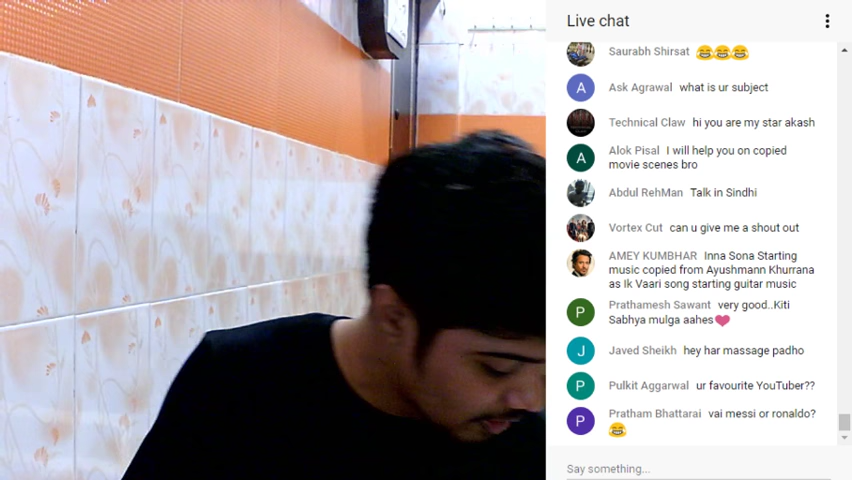 Live chat
Saurabh Shirsat 😂😂😂
A Ask Agrawal what is ur subject
Technical Claw hi you are my star akash
A Alok Pisal I will help you on copied
movie scenes bro
Abdul RehMan Talk in Sindhi
Vortex Cut can u give me a shout out
AMEY KUMBHAR Inna Sona Starting
music copied from Ayushmann Khurrana
as Ik Vaari song starting guitar music
P Prathamesh Sawant very good..Kiti
Sabhya mulga aahes💓
J Javed Sheikh hey har massage padho
P Pulkit Aggarwal ur favourite YouTuber??
P Pratham Bhattarai vai messi or ronaldo?
😂
Say something...